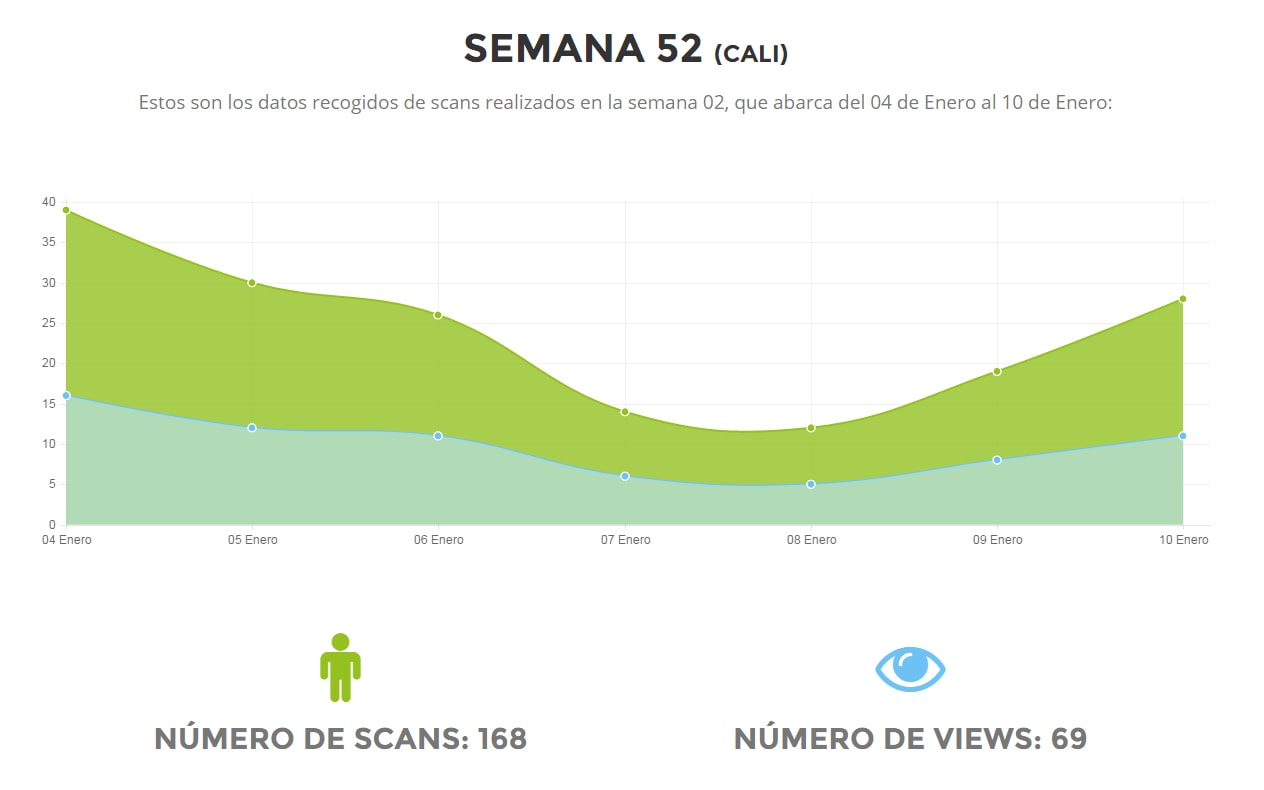 SEMANA 52 (CALI)
Estos son los datos recogidos de scans realizados en la semana 02, que abarca del 04 de Enero al 10 de Enero:
40
35
30
25
20
15
10
5
0
04 Enero 05 Enero 06 Enero 07 Enero 08 Enero 09 Enero 10 Enero
NÚMERO DE SCANS: 168 NÚMERO DE VIEWS: 69